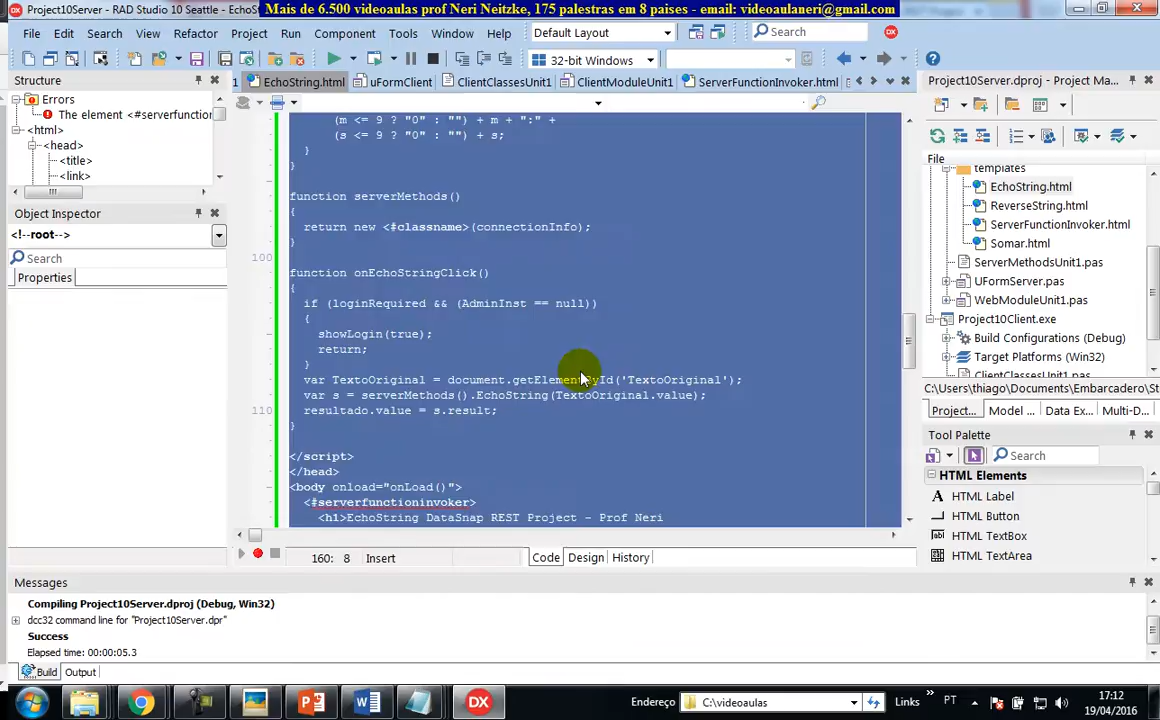 Project10Server - RAD Studio 10 Seattle - EchoSt
Mais de 6.500 videoaulas prof Neri Neitzke, 175 palestras em 8 paises - email: videoaulaneri@gmail.com
File Edit Search View Refactor Project Run Component Tools Window Help
Default Layout
Search
32-bit Windows
Structure
EchoString.html uFormClient ClientClassesUnit1 ClientModuleUnit1 ServerFunctionInvoker.html
Project10Server.dproj - Project Ma...
Errors
The element <#serverfunction
<html>
<head>
<title>
<link>
Object Inspector
<!--root-->
Search
Properties
(m <= 9 ? "0" : "") + m + ":" +
(s <= 9 ? "0" : "") + s;
}
}
function serverMethods()
{
return new <#classname>(connectionInfo);
}
100
function onEchoStringClick()
{
if (loginRequired && (AdminInst == null))
{
showLogin(true);
return;
}
var TextoOriginal = document.getElementById('TextoOriginal');
var s = serverMethods().EchoString(TextoOriginal.value);
110
resultado.value = s.result;
}
</script>
</head>
<body onload="onLoad()">
<#serverfunctioninvoker>
<h1>EchoString DataSnap REST Project - Prof Neri
160: 8 Insert
Code Design History
File
templates
EchoString.html
ReverseString.html
ServerFunctionInvoker.html
Somar.html
ServerMethodsUnit1.pas
UFormServer.pas
WebModuleUnit1.pas
Project10Client.exe
Build Configurations (Debug)
Target Platforms (Win32)
ClientClassesUnit1.pas
C:\users\thiago\Documents\Embarcadero\St
Project... Model ... Data Ex... Multi-D...
Tool Palette
Search
HTML Elements
HTML Label
HTML Button
HTML TextBox
HTML TextArea
Messages
Compiling Project10Server.dproj (Debug, Win32)
dcc32 command line for "Project10Server.dpr"
Success
Elapsed time: 00:00:05.3
Build Output
Endereço C:\videoaulas Links PT
17:12
19/04/2016